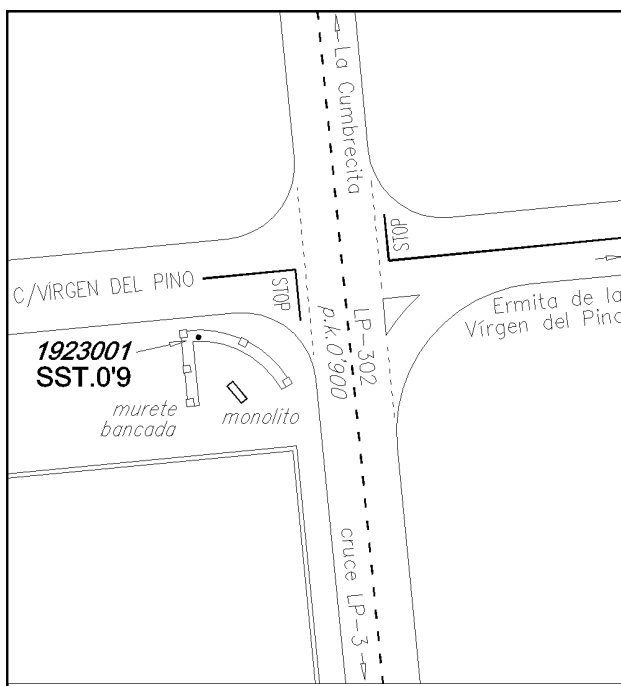 La Cumbrecita
STOP
C/VÍRGEN DEL PINO
STOP
Ermita de la
Vírgen del Pino
LP-302
p.k.0'900
1923001
SST.0'9
murete
bancada
monolito
cruce LP-3